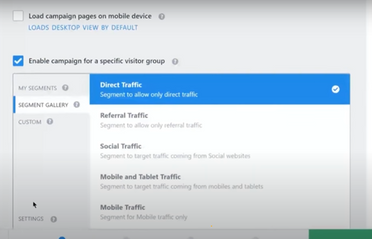 Load campaign pages on mobile device
LOADS DESKTOP VIEW BY DEFAULT
Enable campaign for a specific visitor group
MY SEGMENTS
SEGMENT GALLERY
CUSTOM
SETTINGS
Direct Traffic
Segment to allow only direct traffic
Referral Traffic
Segment to allow only referral traffic
Social Traffic
Segment to target traffic coming from Social websites
Mobile and Tablet Traffic
Segment to target traffic coming from mobiles and tablets
Mobile Traffic
Segment for Mobile traffic only